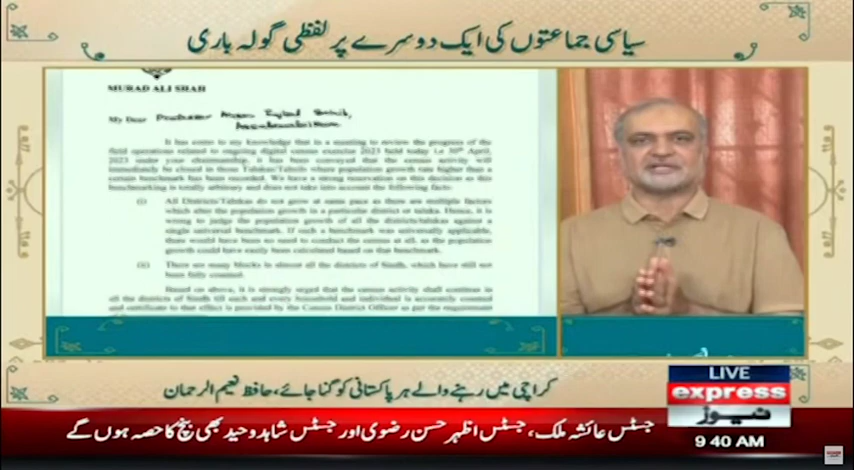 سیاسی جماعتوں کی ایک دوسرے پر لفظی گولہ باری
MURAD ALI SHAH
My Dear Professor Ahsan Iqbal Sahib,
Assalamualaikum
It has come to my knowledge that in a meeting to review the progress of the
field operations related to ongoing digital census exercise 2023 held today i.e 30th April,
2023 under your chairmanship, it has been conveyed that the census activity will
immediately be closed in those Talukas/Tehsils where population growth rate higher than a
certain benchmark has been recorded. We have a strong reservation on this decision as this
benchmarking is totally arbitrary and does not take into account the following facts:
(i) All Districts/Talukas do not grow at same pace as there are multiple factors
which alter the population growth in a particular district or taluka. Hence, it is
wrong to judge the population growth of all the districts/talukas against a
single universal benchmark. If such a benchmark was universally applicable,
there would have been no need to conduct the census at all, as the population
growth could have easily been calculated based on that benchmark.
(ii) There are many blocks in almost all the districts of Sindh, which have still not
been fully counted.
Based on above, it is strongly urged that the census activity shall continue in
all the districts of Sindh till each and every household and individual is accurately counted
and certificate to that effect is provided by the Census District Officer as per the requirement
کراچی میں رہنے والے ہر پاکستانی کو گنا جائے، حافظ نعیم الرحمان
LIVE
express
نیوز
9:40 AM
جسٹس عائشہ ملک، جسٹس اظہر حسن رضوی اور جسٹس شاہد وحید بھی بنچ کا حصہ ہوں گے